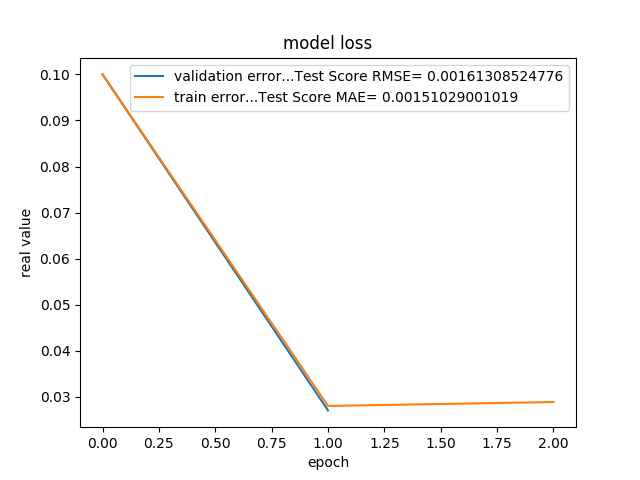 model loss
validation error...Test Score RMSE= 0.00161308524776
train error...Test Score MAE= 0.00151029001019
0.10
0.09
0.08
0.07
0.06
0.05
0.04
0.03
real value
0.00 0.25 0.50 0.75 1.00 1.25 1.50 1.75 2.00
epoch